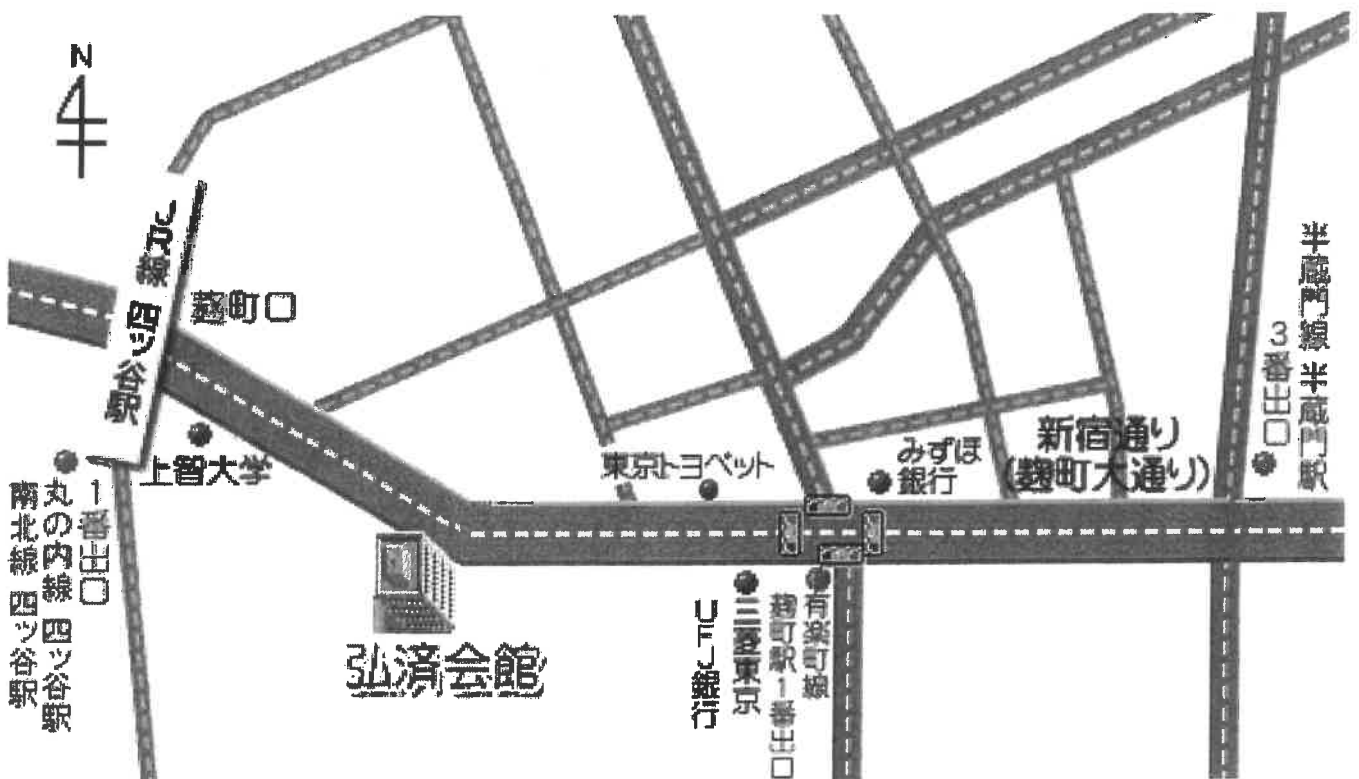 N
JR線 四ツ谷駅
麹町口
上智大学
1番出口
丸の内線 四ツ谷駅
南北線 四ツ谷駅
弘済会館
東京トヨペット
みずほ
銀行
新宿通り
(麹町大通り)
半蔵門線 半蔵門駅
3番出口
有楽町線
麹町駅1番出口
三菱東京
UFJ銀行